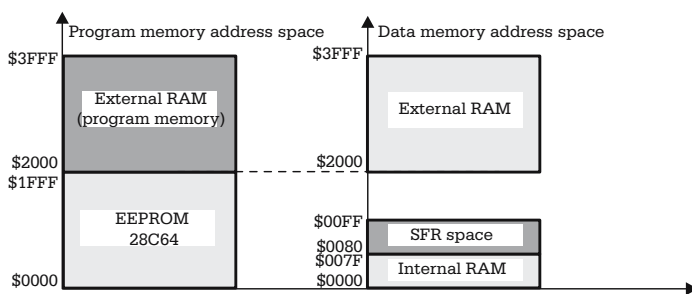 Program memory address space
$3FFF
External RAM
(program memory)
$2000
$1FFF
EEPROM
28C64
$0000
Data memory address space
$3FFF
External RAM
$2000
$00FF
SFR space
$0080
$007F
Internal RAM
$0000